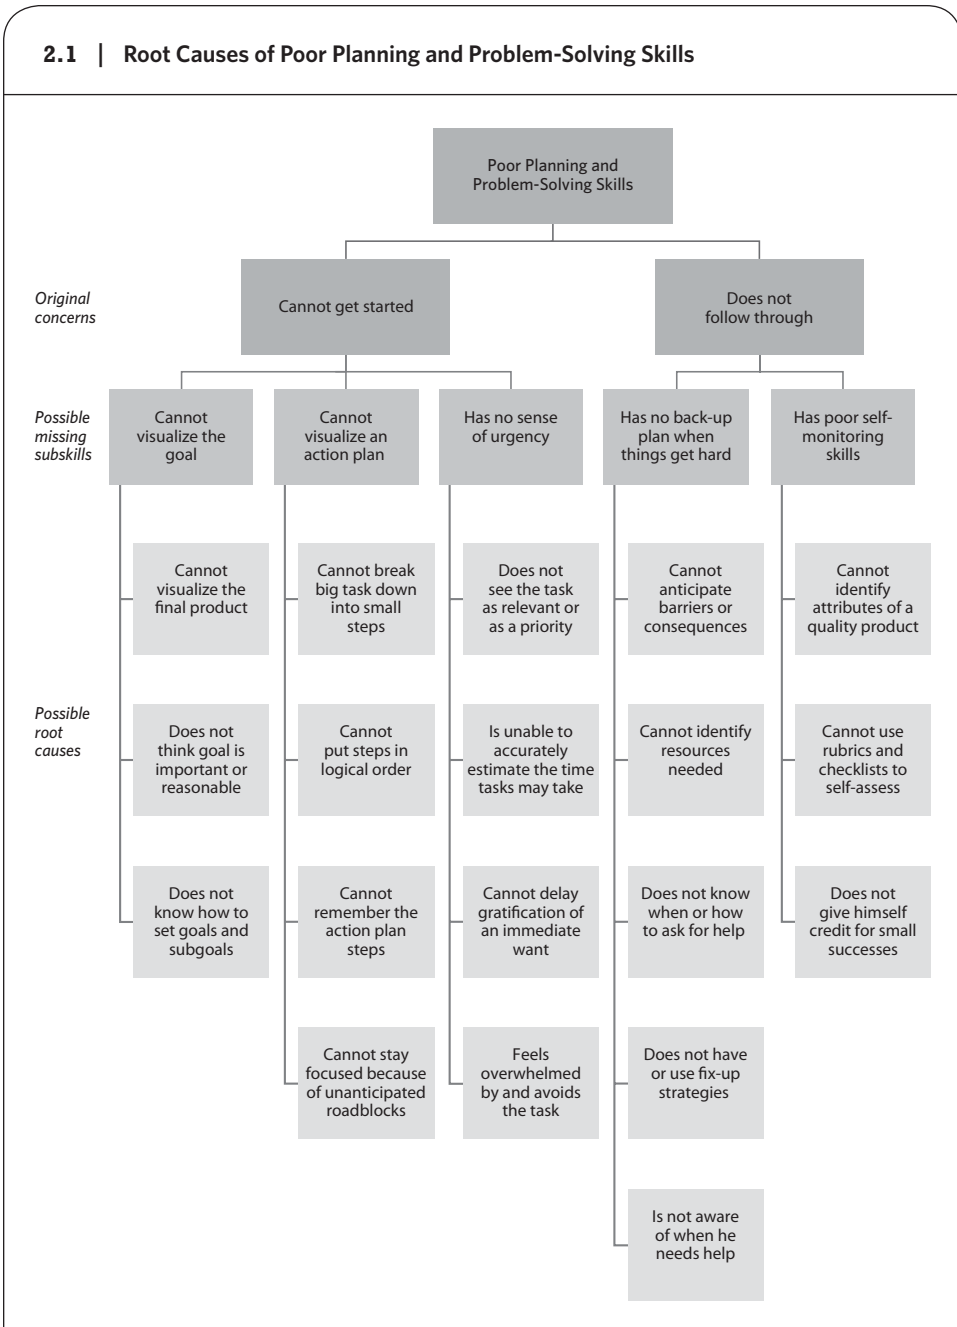 2.1 | Root Causes of Poor Planning and Problem-Solving Skills
Poor Planning and
Problem-Solving Skills
Original
concerns
Cannot get started
Does not
follow through
Possible
missing
subskills
Cannot
visualize the
goal
Cannot
visualize an
action plan
Has no sense
of urgency
Has no back-up
plan when
things get hard
Has poor self-
monitoring
skills
Possible
root
causes
Cannot
visualize the
final product
Does not
think goal is
important or
reasonable
Does not
know how to
set goals and
subgoals
Cannot break
big task down
into small
steps
Cannot
put steps in
logical order
Cannot
remember the
action plan
steps
Cannot stay
focused because
of unanticipated
roadblocks
Does not
see the task
as relevant or
as a priority
Is unable to
accurately
estimate the time
tasks may take
Cannot delay
gratification of
an immediate
want
Feels
overwhelmed
by and avoids
the task
Cannot
anticipate
barriers or
consequences
Cannot identify
resources
needed
Does not know
when or how
to ask for help
Does not have
or use fix-up
strategies
Is not aware
of when he
needs help
Cannot
identify
attributes of a
quality product
Cannot use
rubrics and
checklists to
self-assess
Does not
give himself
credit for small
successes